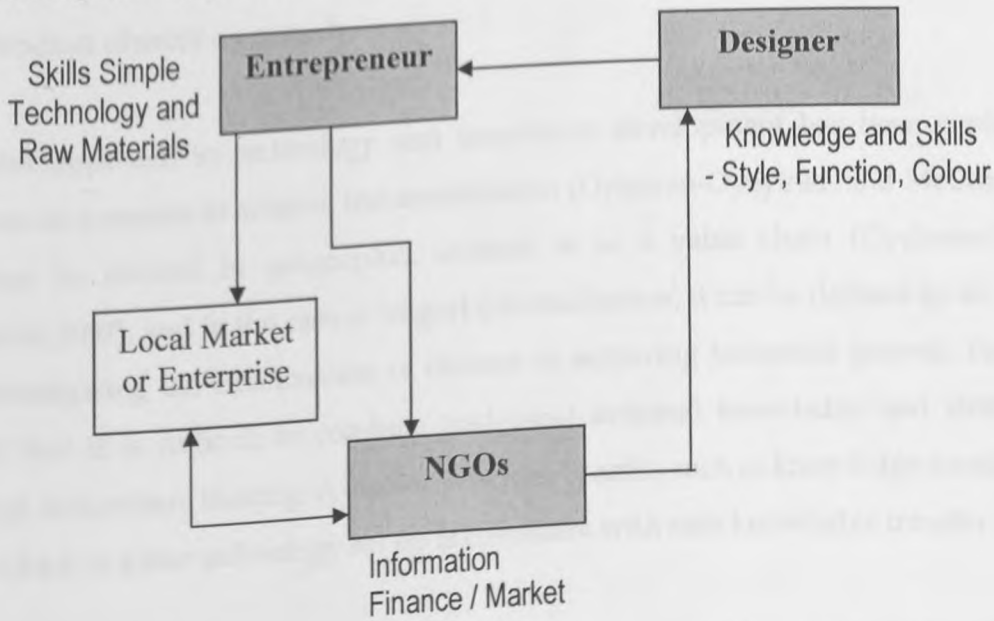 Entrepreneur
Designer
Skills Simple
Technology and
Raw Materials
Knowledge and Skills
- Style, Function, Colour
Local Market
or Enterprise
NGOs
Information
Finance / Market